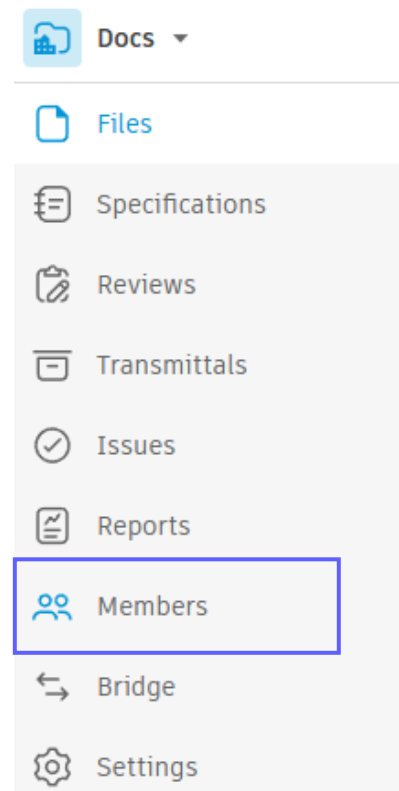 Docs
Files
Specifications
Reviews
Transmittals
Issues
Reports
Members
Bridge
Settings